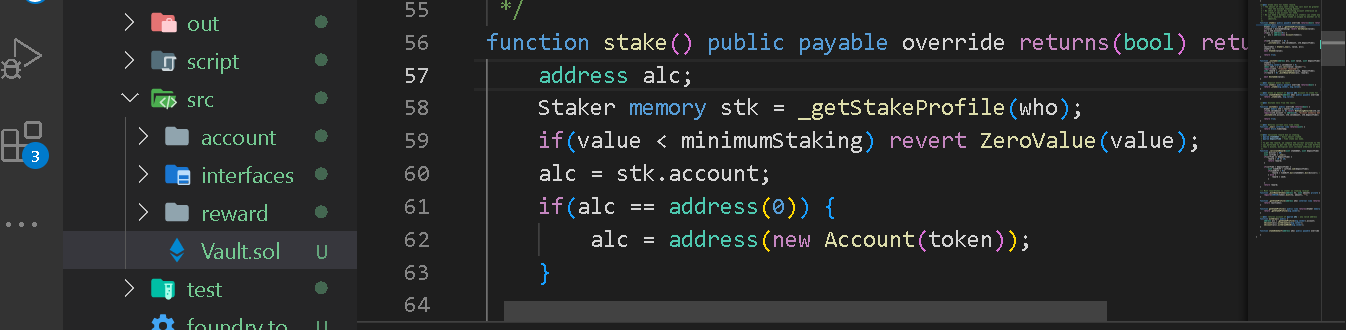 out
script
src
account
interfaces
reward
Vault.sol U
test
foundry.to U
3
55 */
56 function stake() public payable override returns(bool) retu
57 address alc;
58 Staker memory stk = _getStakeProfile(who);
59 if(value < minimumStaking) revert ZeroValue(value);
60 alc = stk.account;
61 if(alc == address(0)) {
62 alc = address(new Account(token));
63 }
64